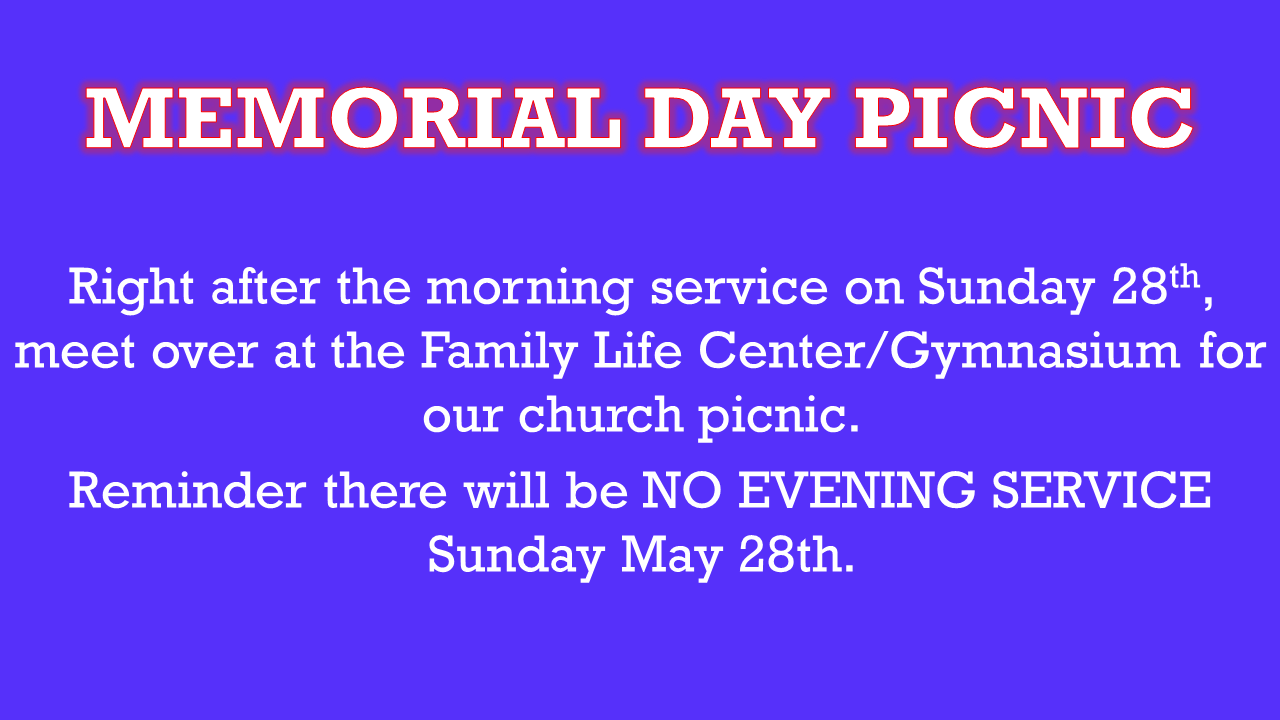 MEMORIAL DAY PICNIC
Right after the morning service on Sunday 28th,
meet over at the Family Life Center/Gymnasium for
our church picnic.
Reminder there will be NO EVENING SERVICE
Sunday May 28th.